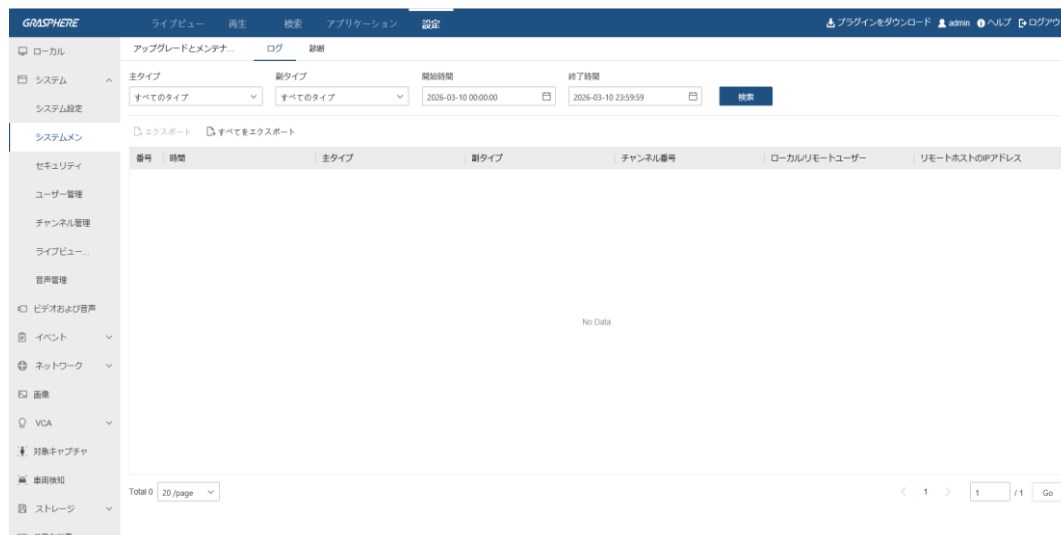 GRASPHERE ライブビュー 再生 検索 アプリケーション 設定 プラグインをダウンロード admin ヘルプ ログアウ
ローカル
システム
システム設定
システムメン
セキュリティ
ユーザー管理
チャンネル管理
ライブビュー...
音声管理
ビデオおよび音声
イベント
ネットワーク
画像
VCA
対象キャプチャ
車両検知
ストレージ
アップグレードとメンテナ... ログ 診断
主タイプ 副タイプ 開始時間 終了時間
すべてのタイプ すべてのタイプ 2026-03-10 00:00:00 2026-03-10 23:59:59 検索
エクスポート すべてをエクスポート
番号 時間 主タイプ 副タイプ チャンネル番号 ローカル/リモートユーザー リモートホストのIPアドレス
No Data
Total 0 20 /page 1 1 / 1 Go